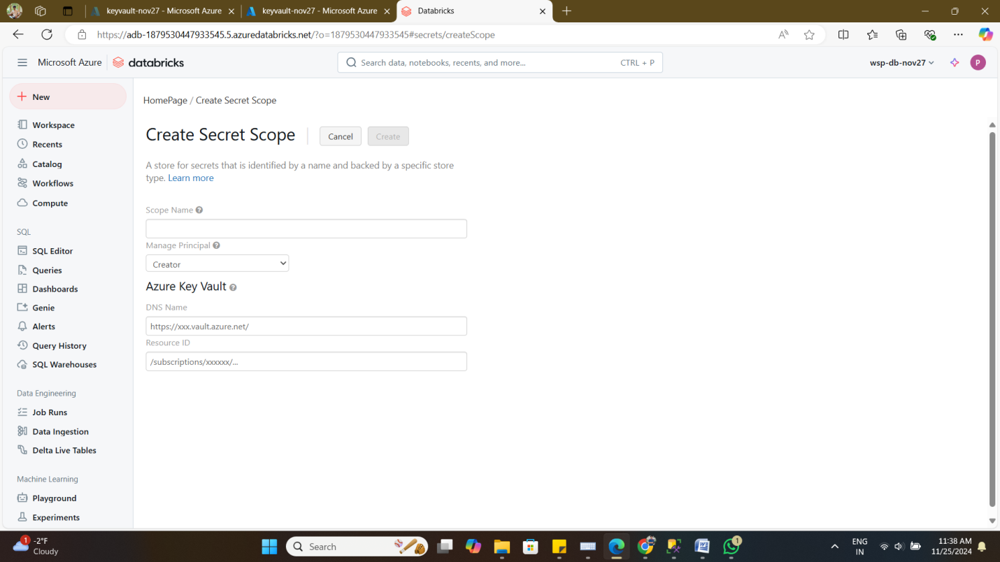 keyvault-nov27 - Microsoft Azure
keyvault-nov27 - Microsoft Azure
Databricks
https://adb-1879530447933545.5.azuredatabricks.net/?o=1879530447933545#secrets/createScope
Microsoft Azure
databricks
Search data, notebooks, recents, and more...
CTRL + P
wsp-db-nov27
P
New
Workspace
Recents
Catalog
Workflows
Compute
SQL
SQL Editor
Queries
Dashboards
Genie
Alerts
Query History
SQL Warehouses
Data Engineering
Job Runs
Data Ingestion
Delta Live Tables
Machine Learning
Playground
Experiments
HomePage / Create Secret Scope
Create Secret Scope
Cancel
Create
A store for secrets that is identified by a name and backed by a specific store
type. Learn more
Scope Name
Manage Principal
Creator
Azure Key Vault
DNS Name
https://xxx.vault.azure.net/
Resource ID
/subscriptions/xxxxxx/...
1
-2°F
Cloudy
Search
1
ENG
IN
11:38 AM
11/25/2024